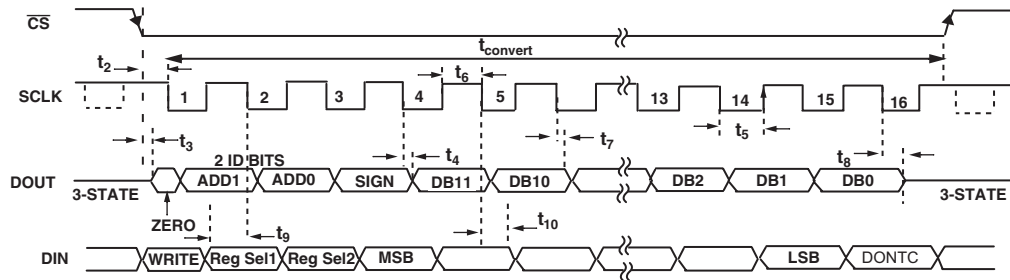 CS
t2
tconvert
t6
SCLK
1 2 3 4 5 13 14 15 16
t3
t7
t5
2 ID BITS
t4
t8
DOUT
ADD1 ADD0 SIGN DB11 DB10 DB2 DB1 DB0
3-STATE
3-STATE
ZERO
t9
t10
DIN
WRITE Reg Sel1 Reg Sel2 MSB LSB DONTC